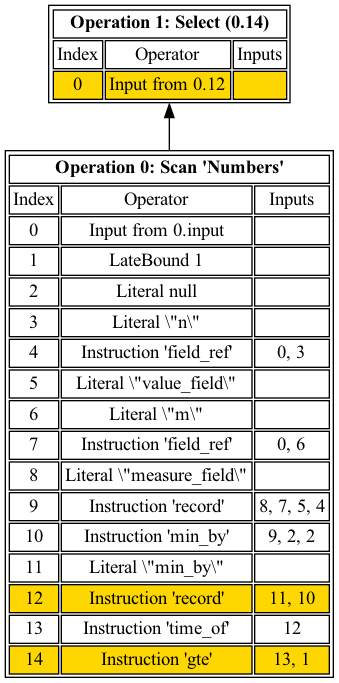 Operation 1: Select (0.14)
Index Operator Inputs
0 Input from 0.12
Operation 0: Scan 'Numbers'
Index Operator Inputs
0 Input from 0.input
1 LateBound 1
2 Literal null
3 Literal \"n\"
4 Instruction 'field_ref' 0, 3
5 Literal \"value_field\"
6 Literal \"m\"
7 Instruction 'field_ref' 0, 6
8 Literal \"measure_field\"
9 Instruction 'record' 8, 7, 5, 4
10 Instruction 'min_by' 9, 2, 2
11 Literal \"min_by\"
12 Instruction 'record' 11, 10
13 Instruction 'time_of' 12
14 Instruction 'gte' 13, 1